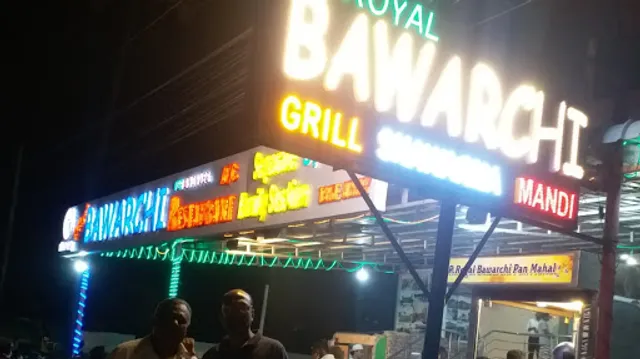 ROYAL
BAWARCHI
GRILL SHAWARMA MANDI
BAWARCHI RESTAURANT A/C Family Section
R.Royal Bawarchi Pan Mahal